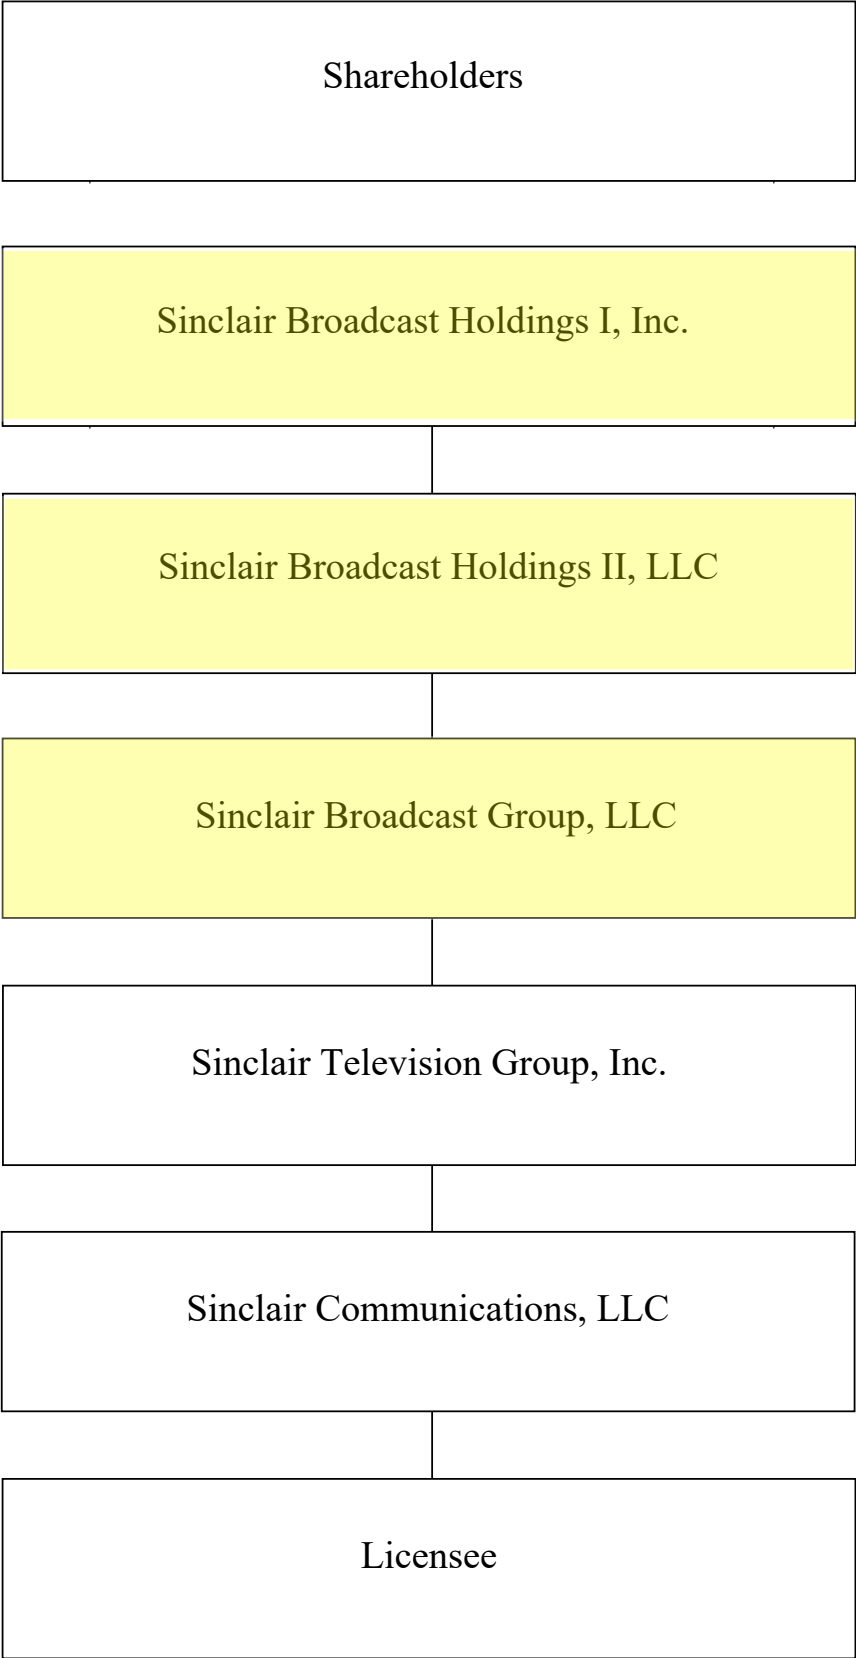 Shareholders
Sinclair Broadcast Holdings I, Inc.
Sinclair Broadcast Holdings II, LLC
Sinclair Broadcast Group, LLC
Sinclair Television Group, Inc.
Sinclair Communications, LLC
Licensee